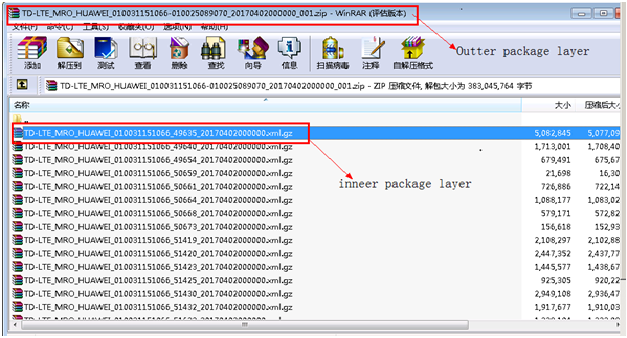 TD-LTE_MRO_HUAWEI_010031151066-010025089070_20170402000000_001.zip - WinRAR (评估版本)
文件(F) 命令(C) 工具(S) 收藏夹(O) 选项(N) 帮助(H)
Outter package layer
添加 解压到 测试 查看 删除 查找 向导 信息 扫描病毒 注释 自解压格式
TD-LTE_MRO_HUAWEI_010031151066-010025089070_20170402000000_001.zip - ZIP 压缩文件, 解包大小为 383,045,764 字节
名称 大小 压缩后大
..
TD-LTE_MRO_HUAWEI_010031151066_49635_20170402000000.xml.gz 5,082,845 5,077,09
TD-LTE_MRO_HUAWEI_010031151066_49640_20170402000000.xml.gz 1,713,001 1,708,40
TD-LTE_MRO_HUAWEI_010031151066_49654_20170402000000.xml.gz 679,491 675,67
TD-LTE_MRO_HUAWEI_010031151066_50659_20170402000000.xml.gz 21,698 16,30
TD-LTE_MRO_HUAWEI_010031151066_50661_20170402000000.xml.gz 726,886 722,14
inneer package layer
TD-LTE_MRO_HUAWEI_010031151066_50664_20170402000000.xml.gz 1,088,177 1,083,02
TD-LTE_MRO_HUAWEI_010031151066_50668_20170402000000.xml.gz 579,171 572,82
TD-LTE_MRO_HUAWEI_010031151066_50673_20170402000000.xml.gz 156,618 152,93
TD-LTE_MRO_HUAWEI_010031151066_51419_20170402000000.xml.gz 2,108,297 2,102,88
TD-LTE_MRO_HUAWEI_010031151066_51420_20170402000000.xml.gz 2,447,352 2,437,77
TD-LTE_MRO_HUAWEI_010031151066_51423_20170402000000.xml.gz 1,445,577 1,438,67
TD-LTE_MRO_HUAWEI_010031151066_51425_20170402000000.xml.gz 925,305 920,22
TD-LTE_MRO_HUAWEI_010031151066_51430_20170402000000.xml.gz 2,949,108 2,936,47
TD-LTE_MRO_HUAWEI_010031151066_51432_20170402000000.xml.gz 1,917,677 1,910,03